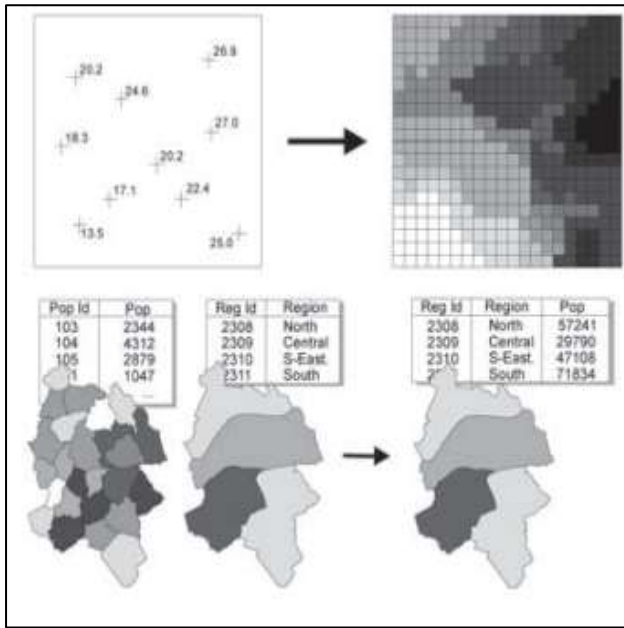 26.9
20.2
24.6
27.0
18.3
20.2
17.1
22.4
13.5
25.0
Pop Id Pop
103 2344
104 4312
105 2879
1047
...
Reg Id Region
2308 North
2309 Central
2310 S-East.
2311 South
Reg Id Region Pop
2308 North 57241
2309 Central 29790
2310 S-East. 47108
South 71834